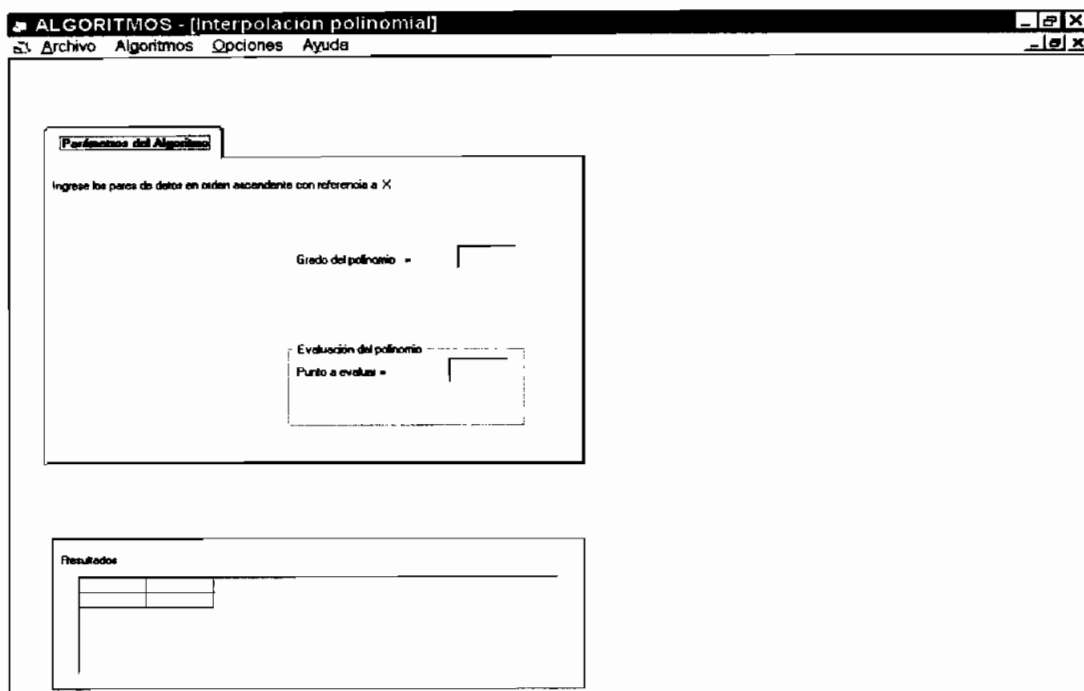 ALGORITMOS - [Interpolación polinomial]
Archivo Algoritmos Opciones Ayuda
Parámetros del Algoritmo
Ingrese los pares de datos en orden ascendente con referencia a X
Grado del polinomio =
Evaluación del polinomio
Punto a evaluar =
Resultados